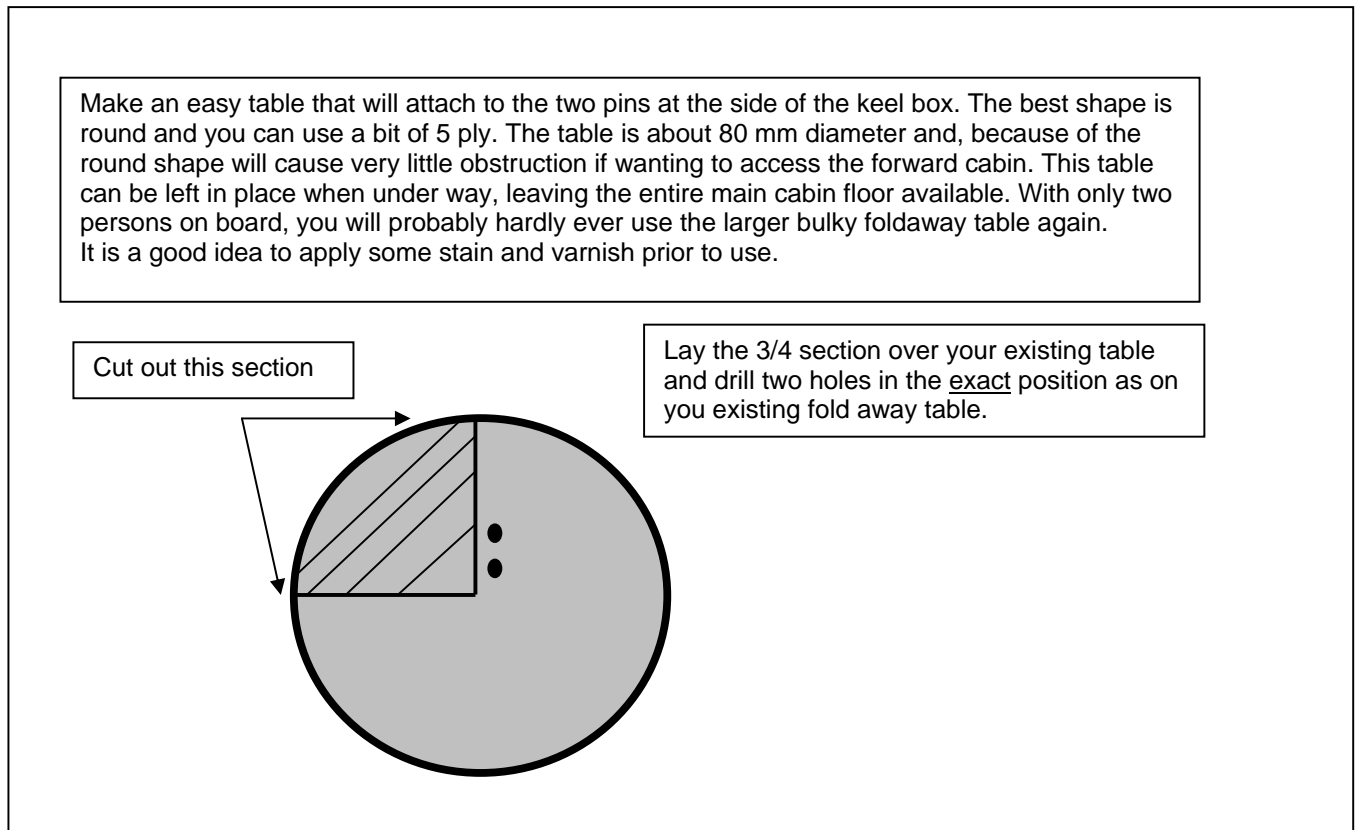 Make an easy table that will attach to the two pins at the side of the keel box. The best shape is
round and you can use a bit of 5 ply. The table is about 80 mm diameter and, because of the
round shape will cause very little obstruction if wanting to access the forward cabin. This table
can be left in place when under way, leaving the entire main cabin floor available. With only two
persons on board, you will probably hardly ever use the larger bulky foldaway table again.
It is a good idea to apply some stain and varnish prior to use.
Cut out this section
Lay the 3/4 section over your existing table
and drill two holes in the exact position as on
you existing fold away table.